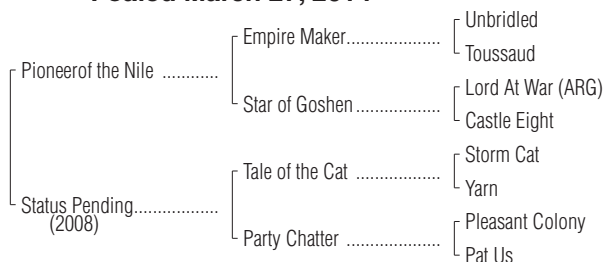 Foaled March
Unbridled
Empire Maker....................
Toussaud
Pioneerof the Nile ............
Lord At War (ARG)
Star of Goshen..................
Castle Eight
Storm Cat
Tale of the Cat ..................
Yarn
Status Pending..................
(2008)
Pleasant Colony
Party Chatter ....................
Pat Us